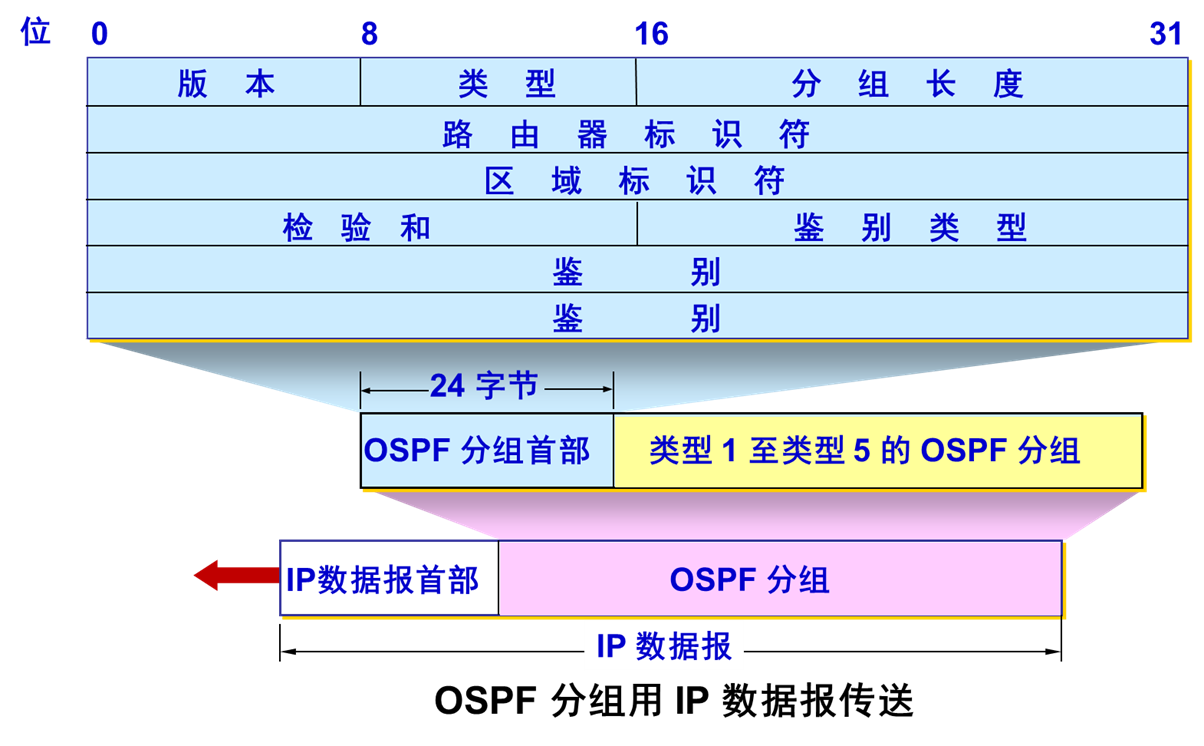 位 0 8 16 31
版 本 类 型 分 组 长 度
路 由 器 标 识 符
区 域 标 识 符
检 验 和 鉴 别 类 型
鉴 别
鉴 别
24 字节
OSPF 分组首部 类型 1 至类型 5 的 OSPF 分组
IP数据报首部 OSPF 分组
IP 数据报
OSPF 分组用 IP 数据报传送